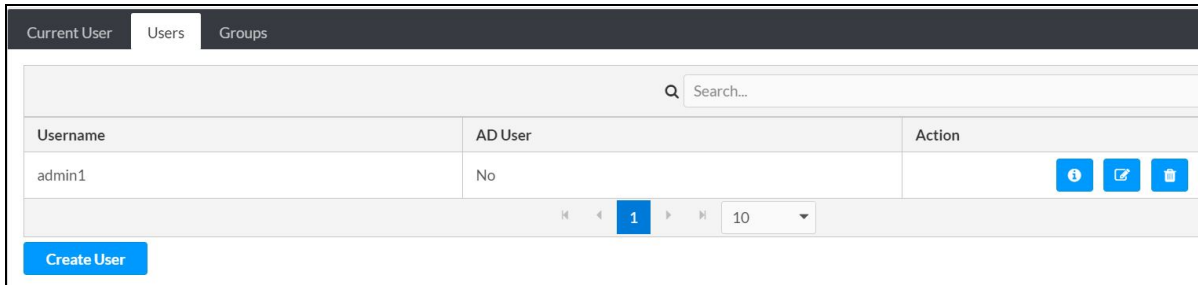 Current User Users Groups
Search...
Username AD User Action
admin1 No
1 10
Create User